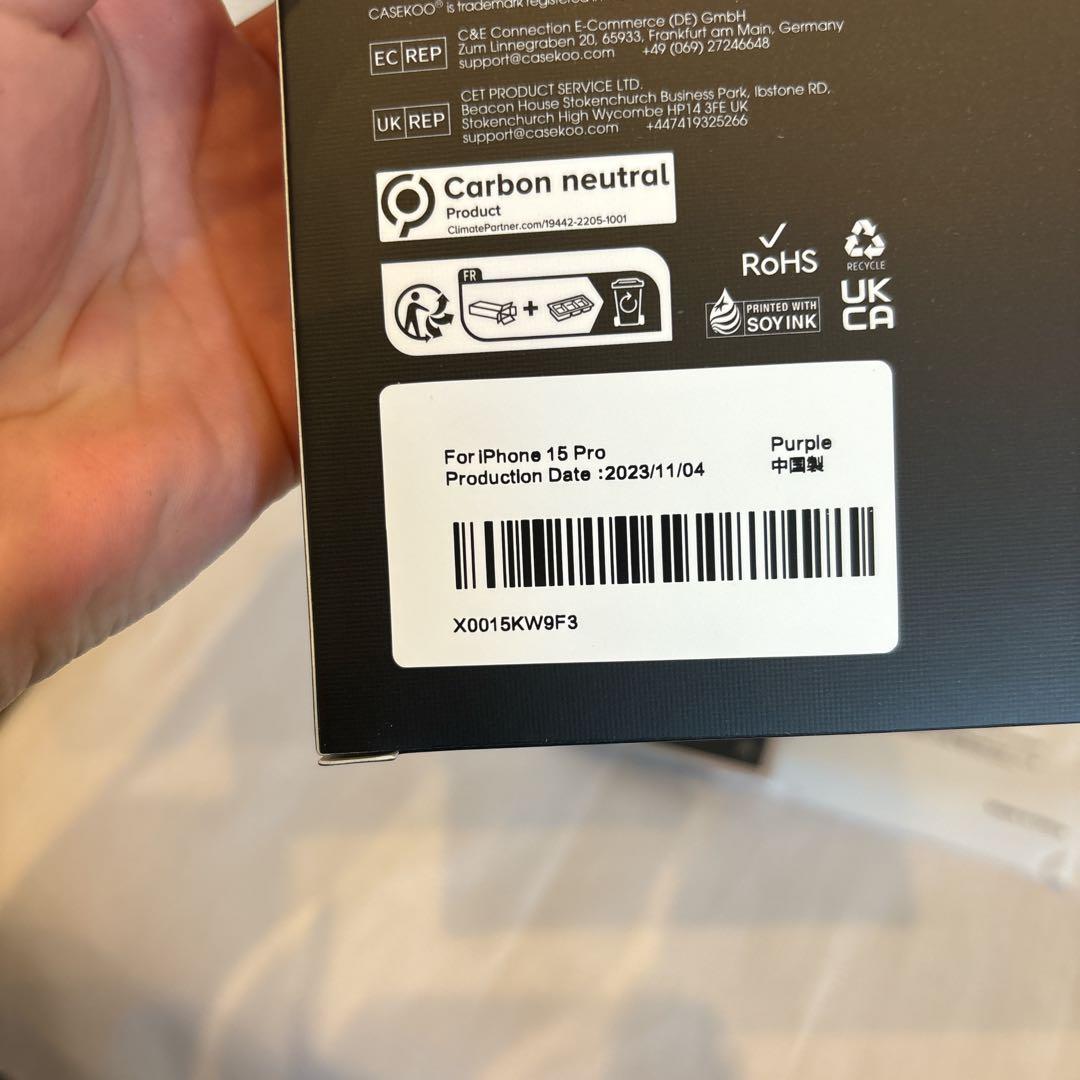 CASEKOO® is trademark registered
EC REP
C&E Connection E-Commerce (DE) GmbH
Zum Linnegraben 20, 65933, Frankfurt am Main, Germany
support@casekoo.com +49 (069) 27246648
UK REP
CET PRODUCT SERVICE LTD.
Beacon House Stokenchurch Business Park, Ibstone RD,
Stokenchurch High Wycombe HP14 3FE UK
support@casekoo.com +447419325266
Carbon neutral
Product
ClimatePartner.com/19442-2205-1001
FR
+
RoHS
RECYCLE
PRINTED WITH
SOY INK
UK
CA
For iPhone 15 Pro
Purple
Production Date :2023/11/04
中国製
X0015KW9F3